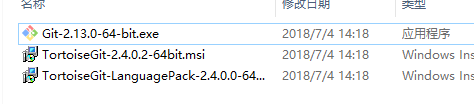 名称 修改日期 类型
Git-2.13.0-64-bit.exe 2018/7/4 14:18 应用程序
TortoiseGit-2.4.0.2-64bit.msi 2018/7/4 14:18 Windows Ins
TortoiseGit-LanguagePack-2.4.0.0-64... 2018/7/4 14:18 Windows Ins